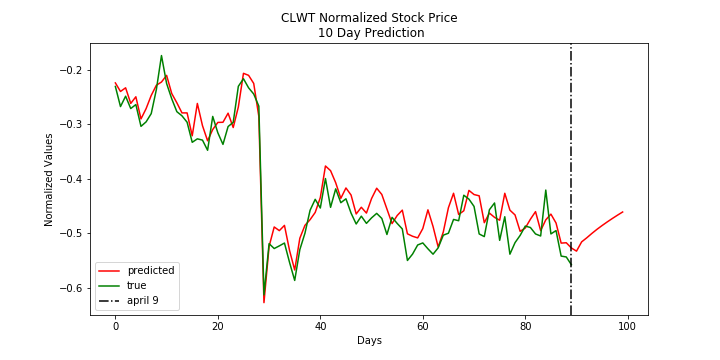 CLWT Normalized Stock Price
10 Day Prediction
Normalized Values
−0.2
−0.3
−0.4
−0.5
−0.6
predicted
true
april 9
0
20
40
60
80
100
Days